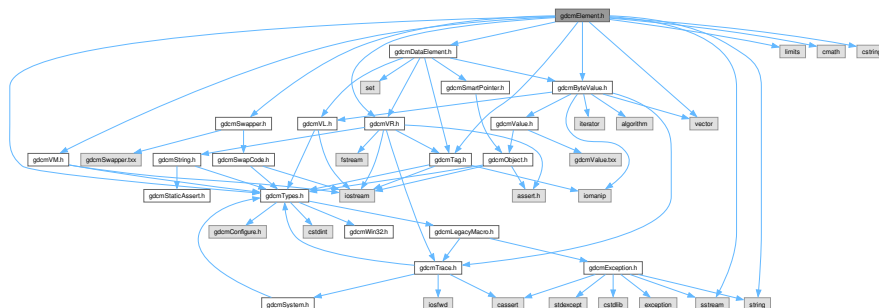 gdcmElement.h
gdcmDataElement.h
limits
cmath
cstring
set
gdcmSmartPointer.h
gdcmByteValue.h
gdcmSwapper.h
gdcmVL.h
gdcmVR.h
gdcmValue.h
iterator
algorithm
vector
gdcmVM.h
gdcmSwapper.txx
gdcmString.h
gdcmSwapCode.h
fstream
gdcmTag.h
gdcmObject.h
gdcmValue.txx
gdcmStaticAssert.h
gdcmTypes.h
iostream
assert.h
iomanip
gdcmConfigure.h
cstdint
gdcmWin32.h
gdcmLegacyMacro.h
gdcmTrace.h
gdcmException.h
gdcmSystem.h
iosfwd
cassert
stdexcept
cstdlib
exception
sstream
string